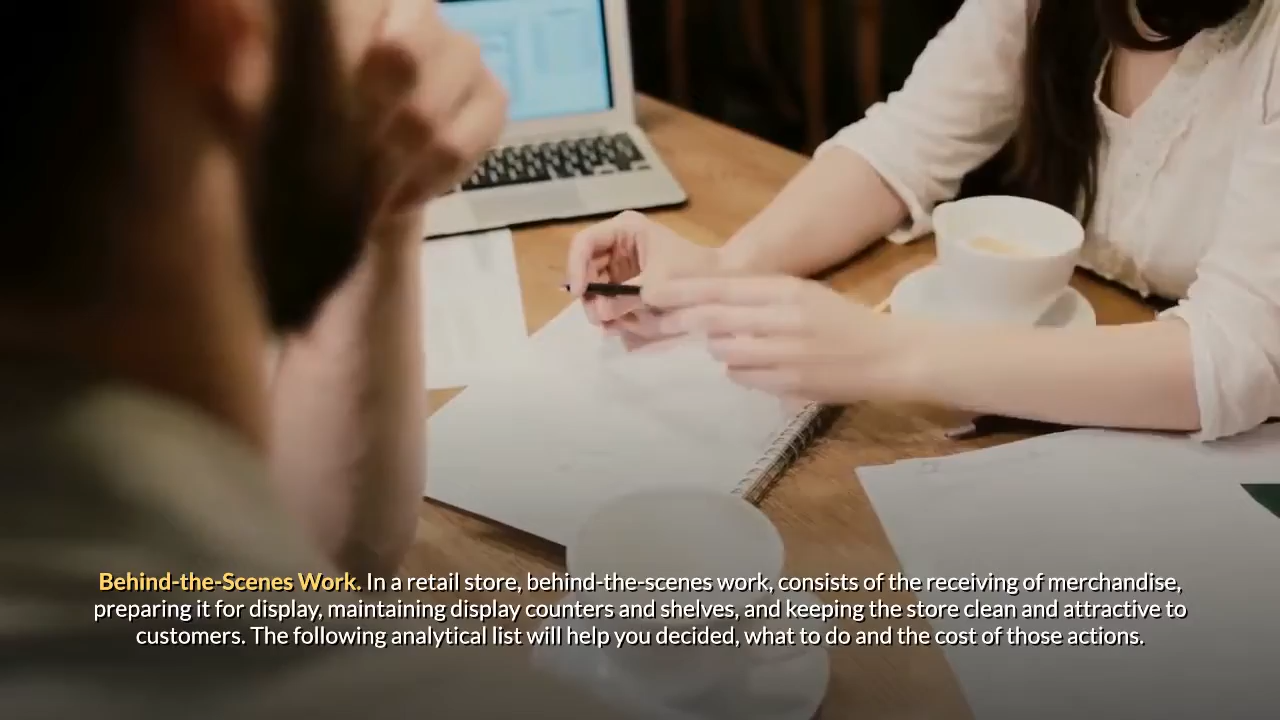 Behind-the-Scenes Work. In a retail store, behind-the-scenes work, consists of the receiving of merchandise,
preparing it for display, maintaining display counters and shelves, and keeping the store clean and attractive to
customers. The following analytical list will help you decided, what to do and the cost of those actions.